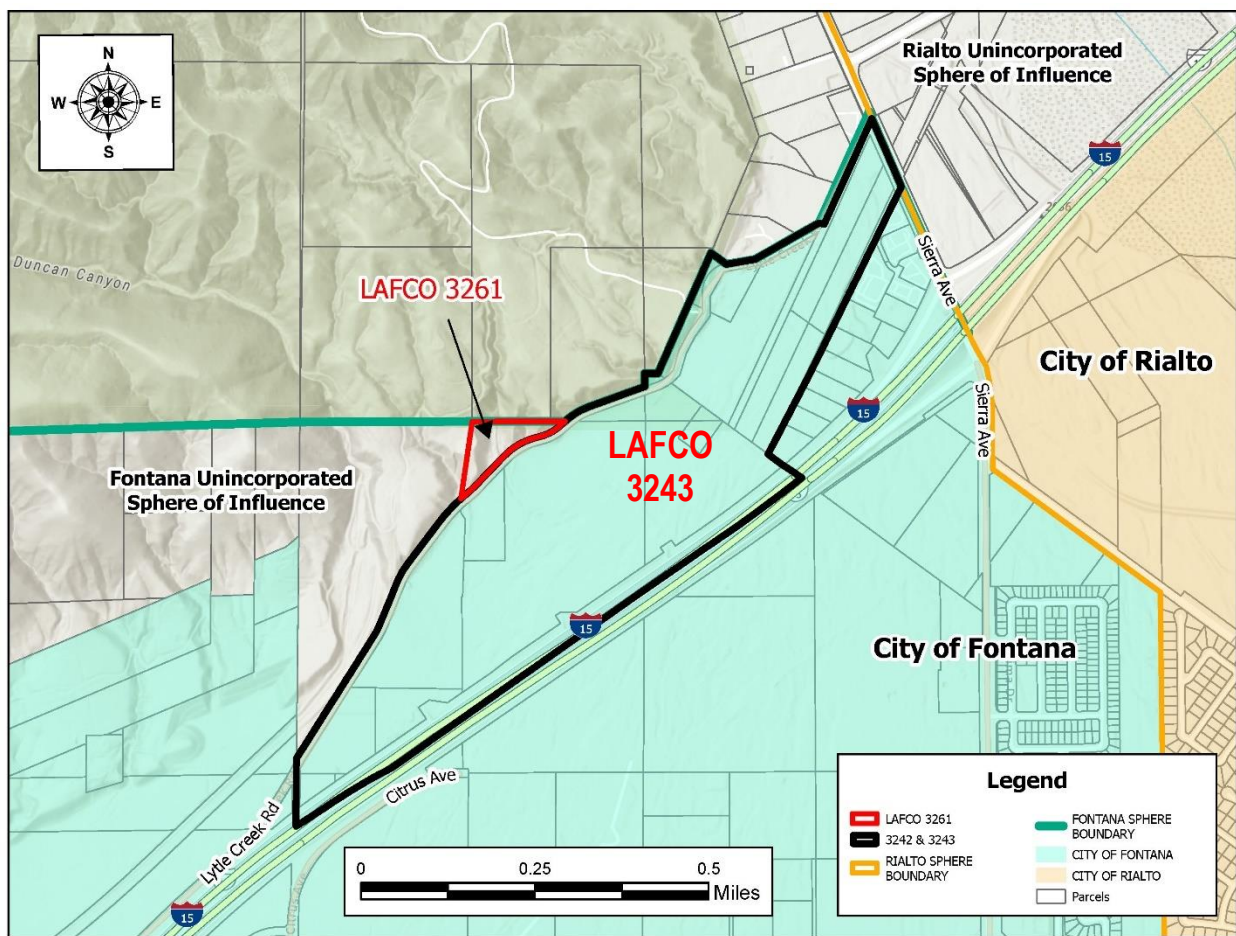 N
W E
S
Rialto Unincorporated
Sphere of Influence
15
15
Duncan Canyon
LAFCO 3261
Sierra Ave
City of Rialto
15
Sierra Ave
LAFCO
3243
Fontana Unincorporated
Sphere of Influence
15
City of Fontana
Citrus Ave
Lytle Creek Rd
Citrus Ave
15
0 0.25 0.5
Miles
Legend
LAFCO 3261
3242 & 3243
RIALTO SPHERE
BOUNDARY
FONTANA SPHERE
BOUNDARY
CITY OF FONTANA
CITY OF RIALTO
Parcels